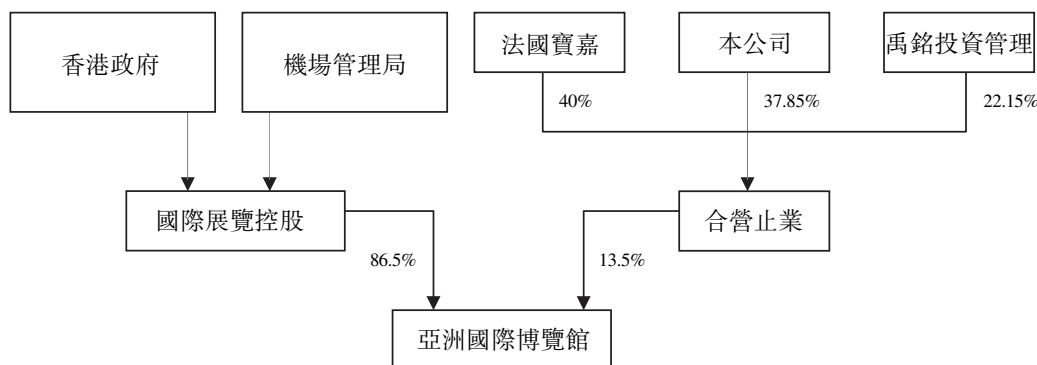 香港政府
機場管理局
法國寶嘉
本公司
禹銘投資管理
40%
37.85%
22.15%
國際展覽控股
合營止業
86.5%
13.5%
亞洲國際博覽館